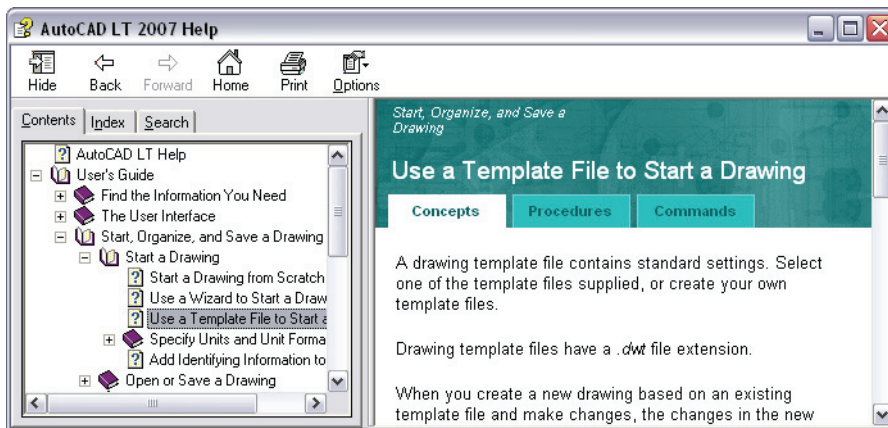 AutoCAD LT 2007 Help
Hide Back Forward Home Print Options
Contents Index Search
AutoCAD LT Help
User's Guide
Find the Information You Need
The User Interface
Start, Organize, and Save a Drawing
Start a Drawing
Start a Drawing from Scratch
Use a Wizard to Start a Draw
Use a Template File to Start a
Specify Units and Unit Forma
Add Identifying Information to
Open or Save a Drawing
Start, Organize, and Save a
Drawing
Use a Template File to Start a Drawing
Concepts Procedures Commands
A drawing template file contains standard settings. Select
one of the template files supplied, or create your own
template files.
Drawing template files have a .dwt file extension.
When you create a new drawing based on an existing
template file and make changes, the changes in the new